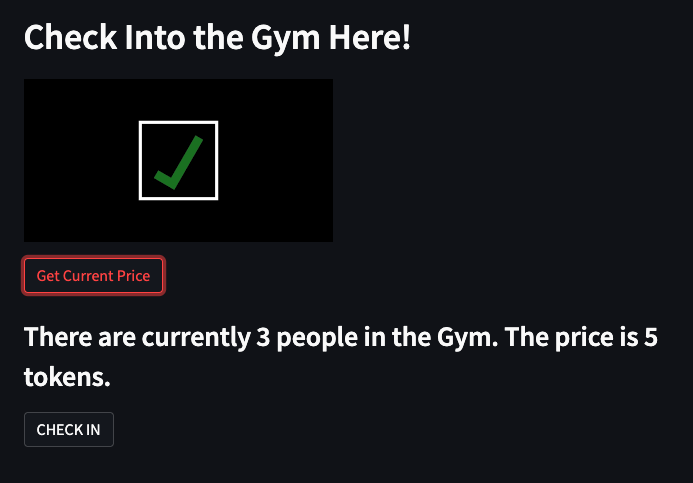 Check Into the Gym Here!
Get Current Price
There are currently 3 people in the Gym. The price is 5
tokens.
CHECK IN